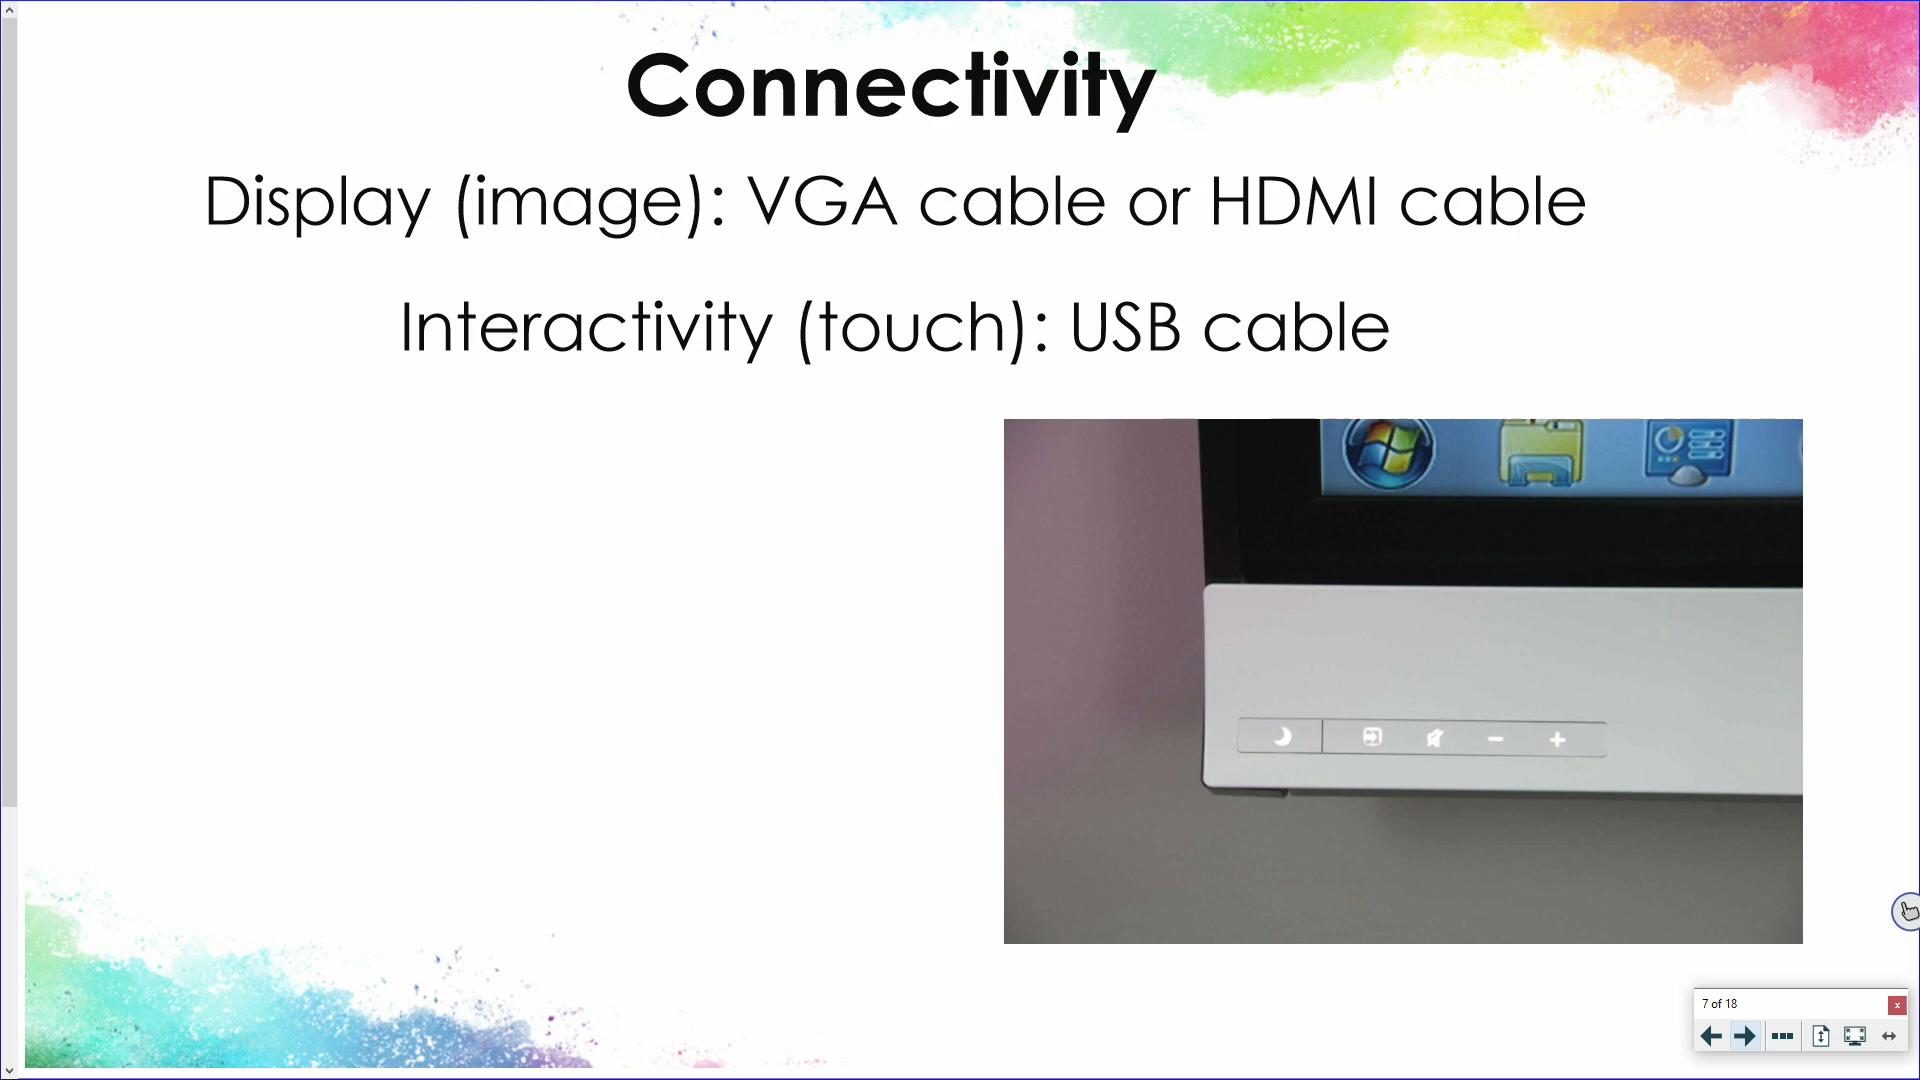 Connectivity
Display (image): VGA cable or HDMI cable
Interactivity (touch): USB cable
7 of 18
x